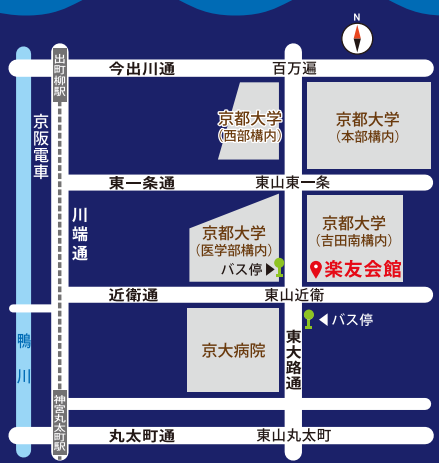 N
出町柳駅
今出川通
百万遍
京都大学
(西部構内)
京都大学
(本部構内)
京阪電車
東一条通
東山東一条
川端通
京都大学
(医学部構内)
バス停
京都大学
(吉田南構内)
楽友会館
近衛通
東山近衛
バス停
鴨川
京大病院
東大路通
神宮丸太町駅
丸太町通
東山丸太町